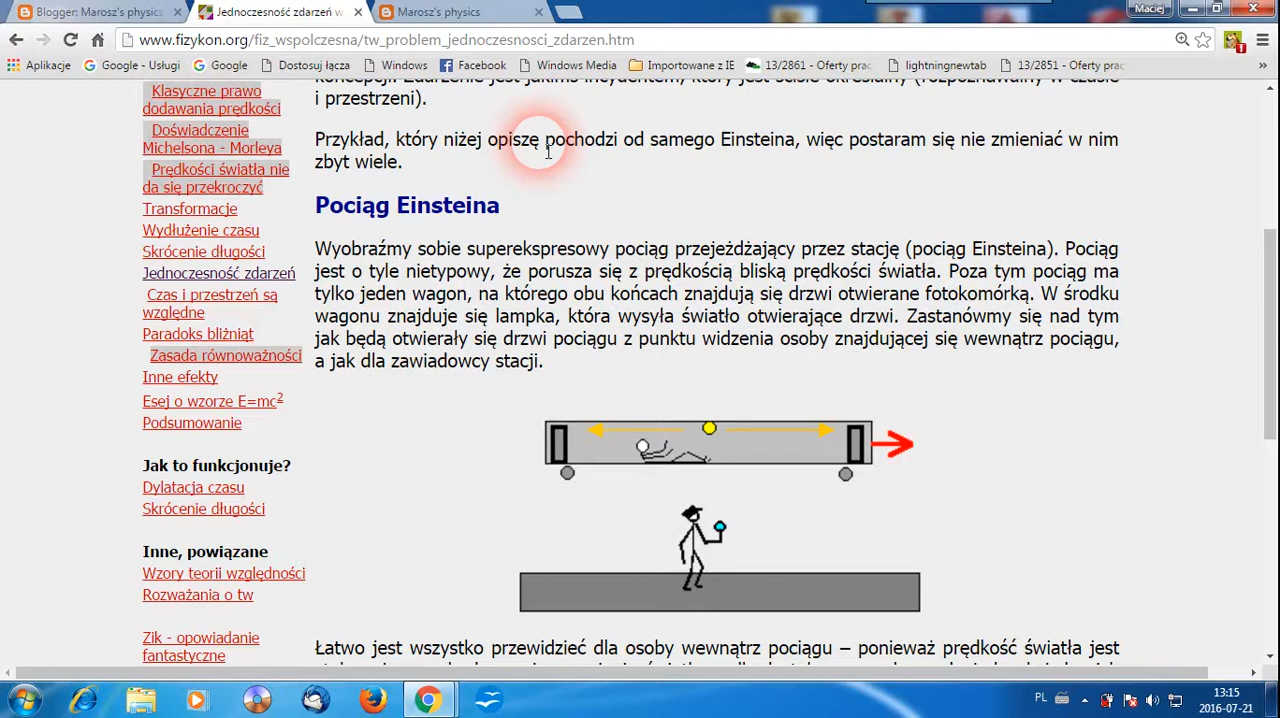 Blogger: Marosz's physics
Jednoczesność zdarzeń w
Marosz's physics
Maciej
www.fizykon.org/fiz_wspolczesna/tw_problem_jednoczesnosci_zdarzen.htm
Aplikacje
Google - Usługi
Google
Dostosuj łącza
Windows
Facebook
Windows Media
Importowane z IE
13/2861 - Oferty prac
lightningnewtab
13/2851 - Oferty prac
i przestrzeni).
Przykład, który niżej opiszę pochodzi od samego Einsteina, więc postaram się nie zmieniać w nim
zbyt wiele.
Pociąg Einsteina
Wyobraźmy sobie superekspresowy pociąg przejeżdżający przez stację (pociąg Einsteina). Pociąg
jest o tyle nietypowy, że porusza się z prędkością bliską prędkości światła. Poza tym pociąg ma
tylko jeden wagon, na którego obu końcach znajdują się drzwi otwierane fotokomórką. W środku
wagonu znajduje się lampka, która wysyła światło otwierające drzwi. Zastanówmy się nad tym
jak będą otwierały się drzwi pociągu z punktu widzenia osoby znajdującej się wewnątrz pociągu,
a jak dla zawiadowcy stacji.
Łatwo jest wszystko przewidzieć dla osoby wewnątrz pociągu – ponieważ prędkość światła jest
Klasyczne prawo
dodawania prędkości
Doświadczenie
Michelsona - Morleya
Prędkości światła nie
da się przekroczyć
Transformacje
Wydłużenie czasu
Skrócenie długości
Jednoczesność zdarzeń
Czas i przestrzeń są
względne
Paradoks bliźniąt
Zasada równoważności
Inne efekty
Esej o wzorze E=mc²
Podsumowanie
Jak to funkcjonuje?
Dylatacja czasu
Skrócenie długości
Inne, powiązane
Wzory teorii względności
Rozważania o tw
Zik - opowiadanie
fantastyczne
PL
13:15
2016-07-21